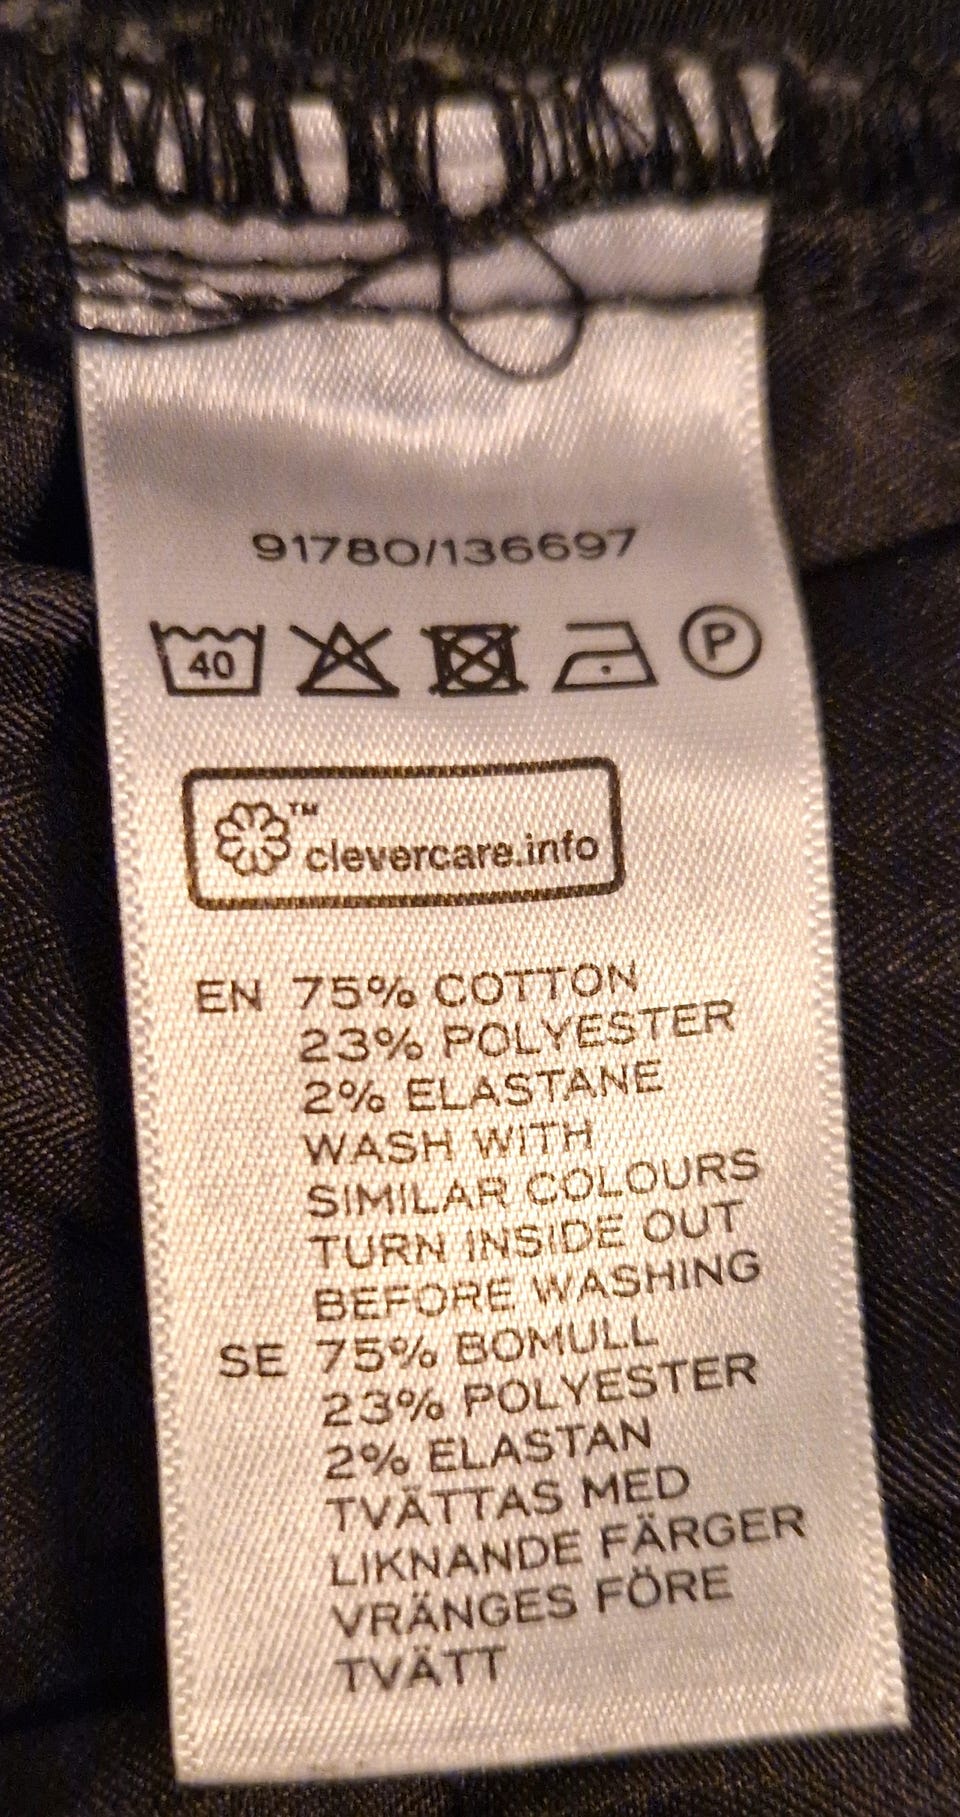 91780/136697
40
P
™
clevercare.info
EN 75% COTTON
23% POLYESTER
2% ELASTANE
WASH WITH
SIMILAR COLOURS
TURN INSIDE OUT
BEFORE WASHING
SE 75% BOMULL
23% POLYESTER
2% ELASTAN
TVÄTTAS MED
LIKNANDE FÄRGER
VRÄNGES FÖRE
TVÄTT